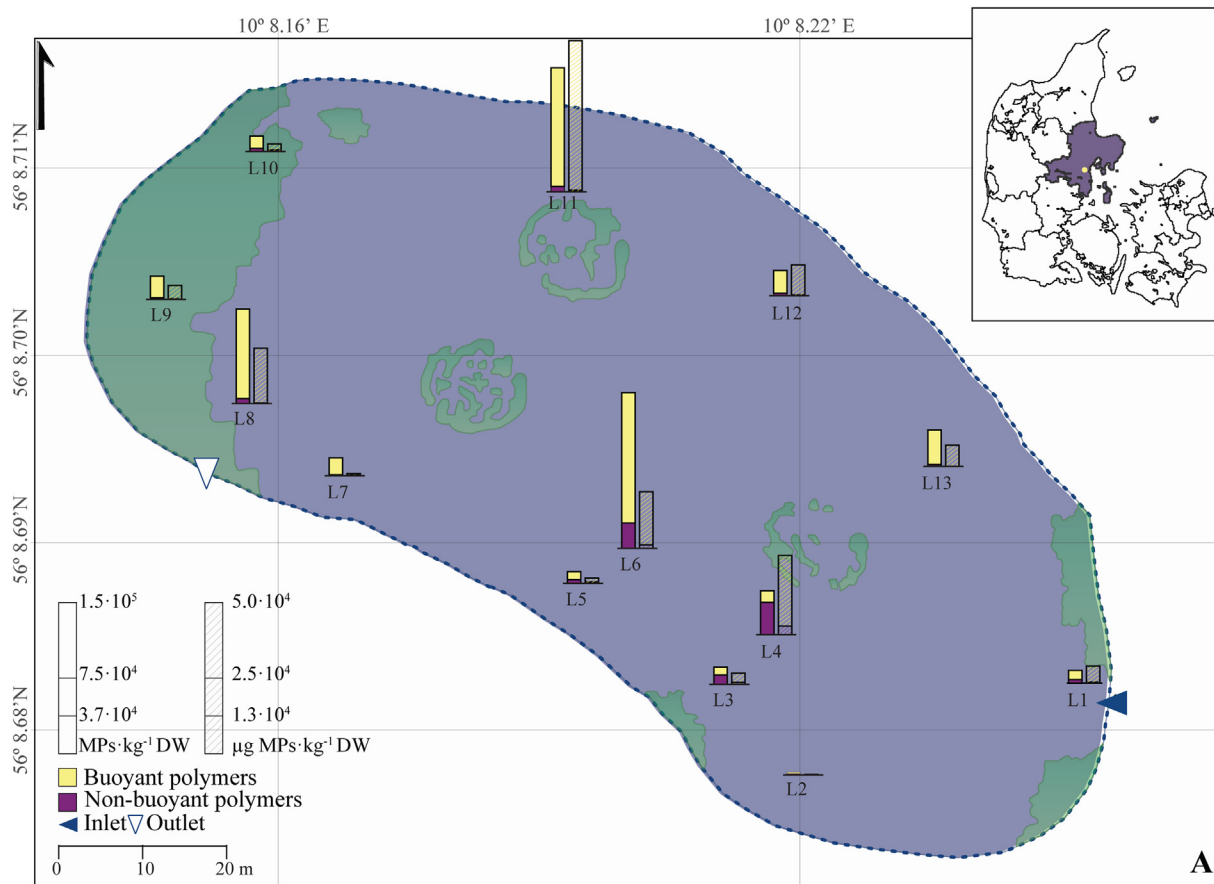 10º 8.16’ E
10º 8.22’ E
56º 8.71’N
56º 8.70’N
56º 8.69’N
56º 8.68’N
L10
L11
L9
L12
L8
L7
L13
L6
L5
L4
L3
L1
L2
1.5·10⁵
7.5·10⁴
3.7·10⁴
MPs·kg⁻¹ DW
5.0·10⁴
2.5·10⁴
1.3·10⁴
µg MPs·kg⁻¹ DW
Buoyant polymers
Non-buoyant polymers
Inlet Outlet
0 10 20 m
A